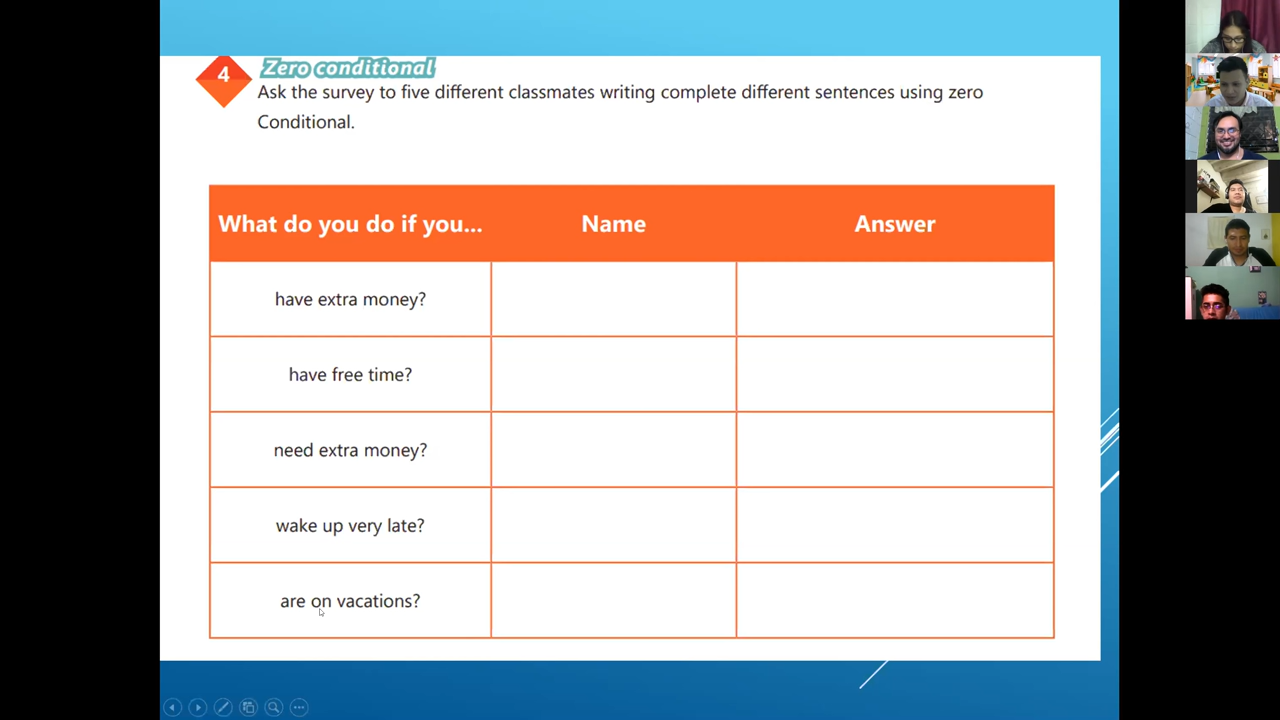 4
Zero conditional
Ask the survey to five different classmates writing complete different sentences using zero
Conditional.
What do you do if you... Name Answer
have extra money?
have free time?
need extra money?
wake up very late?
are on vacations?